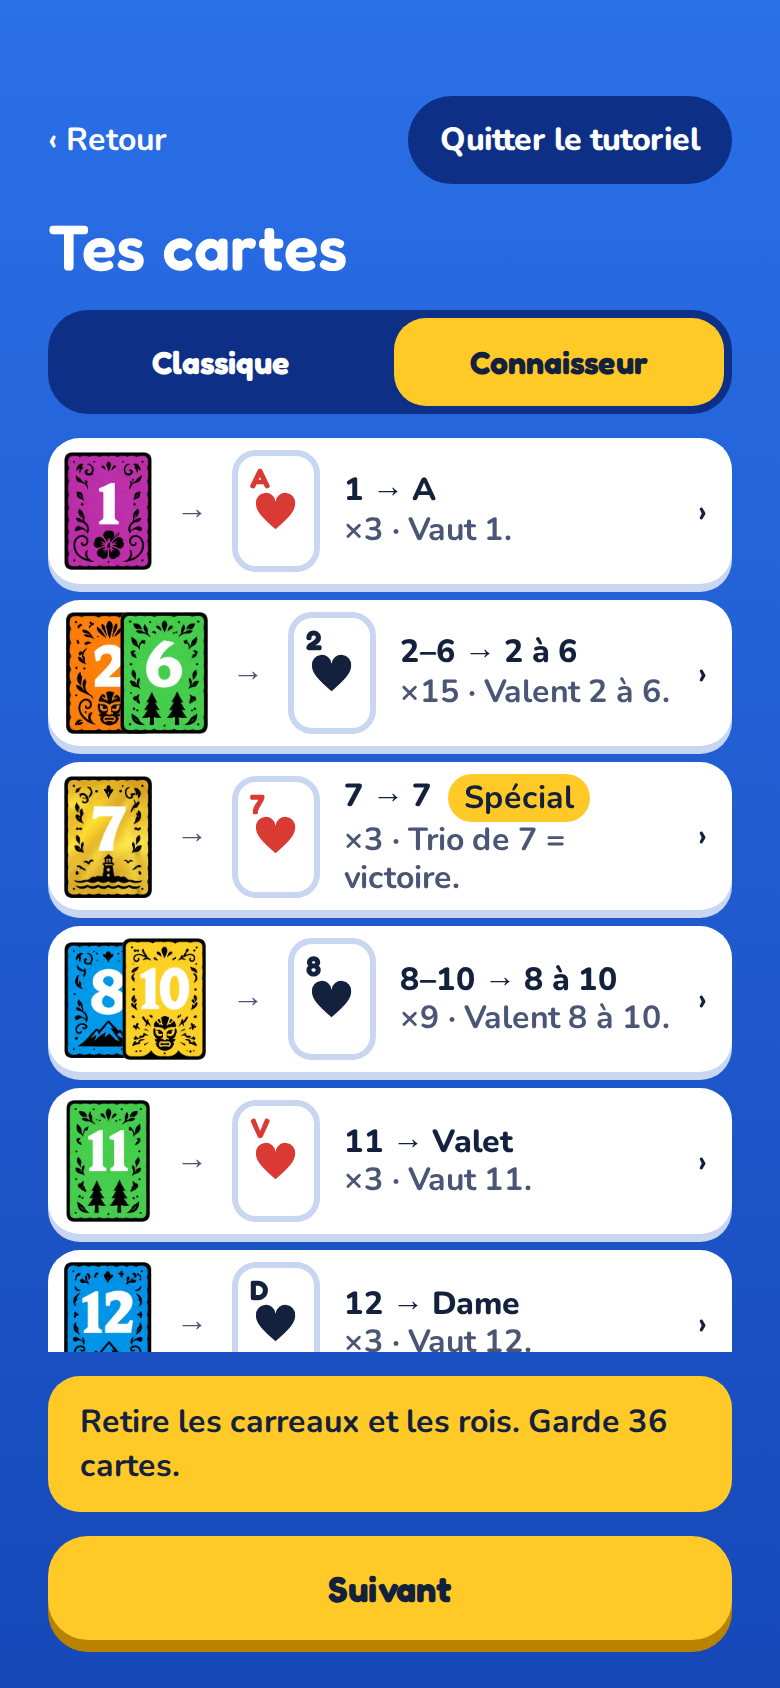 ‹ Retour
Quitter le tutoriel
Tes cartes
Classique
Connaisseur
1
→
A
1 → A
×3 · Vaut 1.
›
2
6
→
2
2–6 → 2 à 6
×15 · Valent 2 à 6.
›
7
→
7
7 → 7 Spécial
×3 · Trio de 7 =
victoire.
›
8
10
→
8
8–10 → 8 à 10
×9 · Valent 8 à 10.
›
11
→
V
11 → Valet
×3 · Vaut 11.
›
12
→
D
12 → Dame
×3 · Vaut 12.
›
Retire les carreaux et les rois. Garde 36
cartes.
Suivant